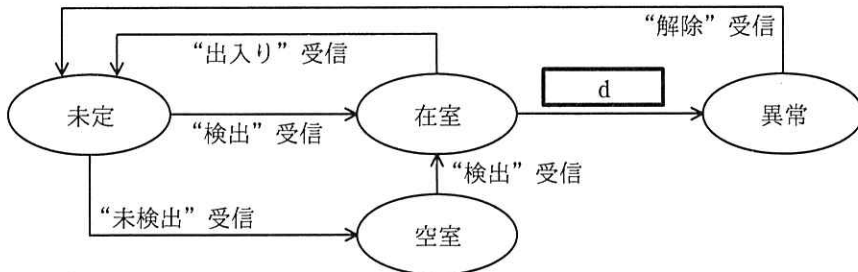 “解除”受信
“出入り”受信
d
未定
在室
異常
“検出”受信
“検出”受信
“未検出”受信
空室